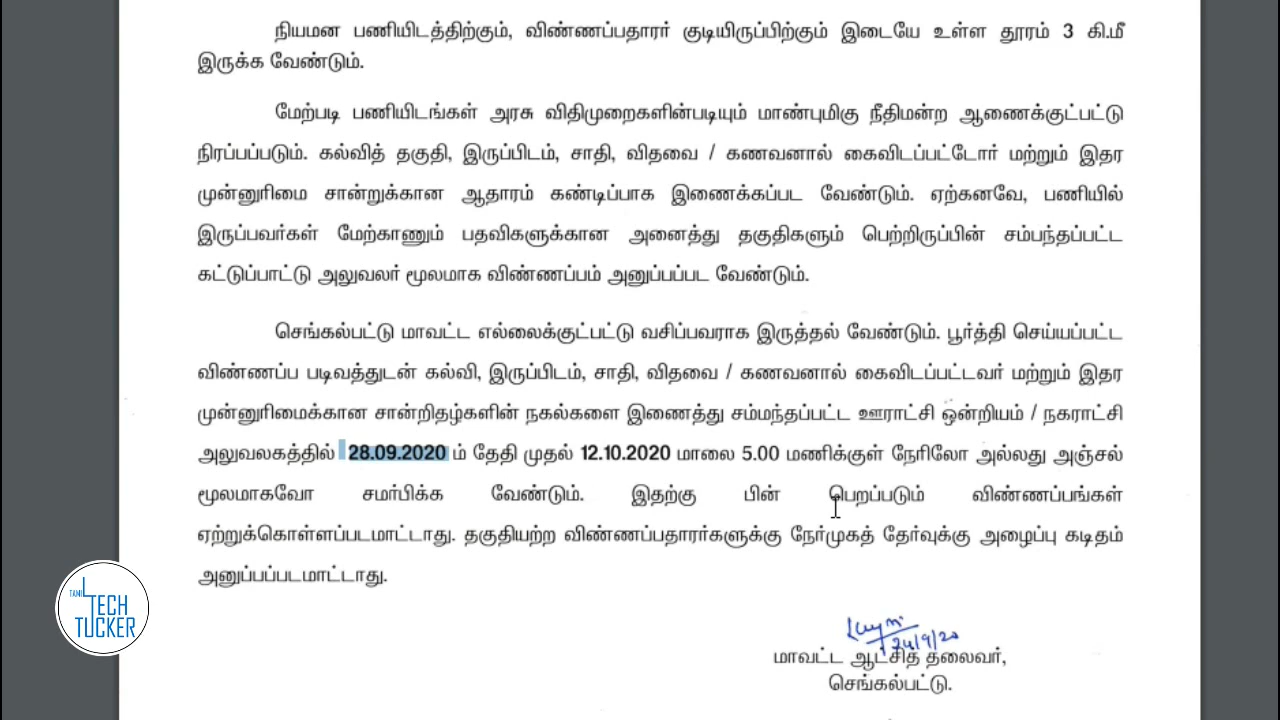 நியமன பணியிடத்திற்கும், விண்ணப்பதாரர் குடியிருப்பிற்கும் இடையே உள்ள தூரம் 3 கி.மீ
இருக்க வேண்டும்.
மேற்படி பணியிடங்கள் அரசு விதிமுறைகளின்படியும் மாண்புமிகு நீதிமன்ற ஆணைக்குட்பட்டு
நிரப்பப்படும். கல்வித் தகுதி, இருப்பிடம், சாதி, விதவை / கணவனால் கைவிடப்பட்டோர் மற்றும் இதர
முன்னுரிமை சான்றுக்கான ஆதாரம் கண்டிப்பாக இணைக்கப்பட வேண்டும். ஏற்கனவே, பணியில்
இருப்பவர்கள் மேற்காணும் பதவிகளுக்கான அனைத்து தகுதிகளும் பெற்றிருப்பின் சம்பந்தப்பட்ட
கட்டுப்பாட்டு அலுவலர் மூலமாக விண்ணப்பம் அனுப்பப்பட வேண்டும்.
செங்கல்பட்டு மாவட்ட எல்லைக்குட்பட்டு வசிப்பவராக இருத்தல் வேண்டும். பூர்த்தி செய்யப்பட்ட
விண்ணப்ப படிவத்துடன் கல்வி, இருப்பிடம், சாதி, விதவை / கணவனால் கைவிடப்பட்டவர் மற்றும் இதர
முன்னுரிமைக்கான சான்றிதழ்களின் நகல்களை இணைத்து சம்மந்தப்பட்ட ஊராட்சி ஒன்றியம் / நகராட்சி
அலுவலகத்தில் 28.09.2020 ம் தேதி முதல் 12.10.2020 மாலை 5.00 மணிக்குள் நேரிலோ அல்லது அஞ்சல்
மூலமாகவோ சமர்பிக்க வேண்டும். இதற்கு பின் பெறப்படும் விண்ணப்பங்கள்
ஏற்றுக்கொள்ளப்படமாட்டாது. தகுதியற்ற விண்ணப்பதாரர்களுக்கு நேர்முகத் தேர்வுக்கு அழைப்பு கடிதம்
அனுப்பப்படமாட்டாது.
TAMIL
TECH
TUCKER
24/9/20
மாவட்ட ஆட்சித் தலைவர்,
செங்கல்பட்டு.